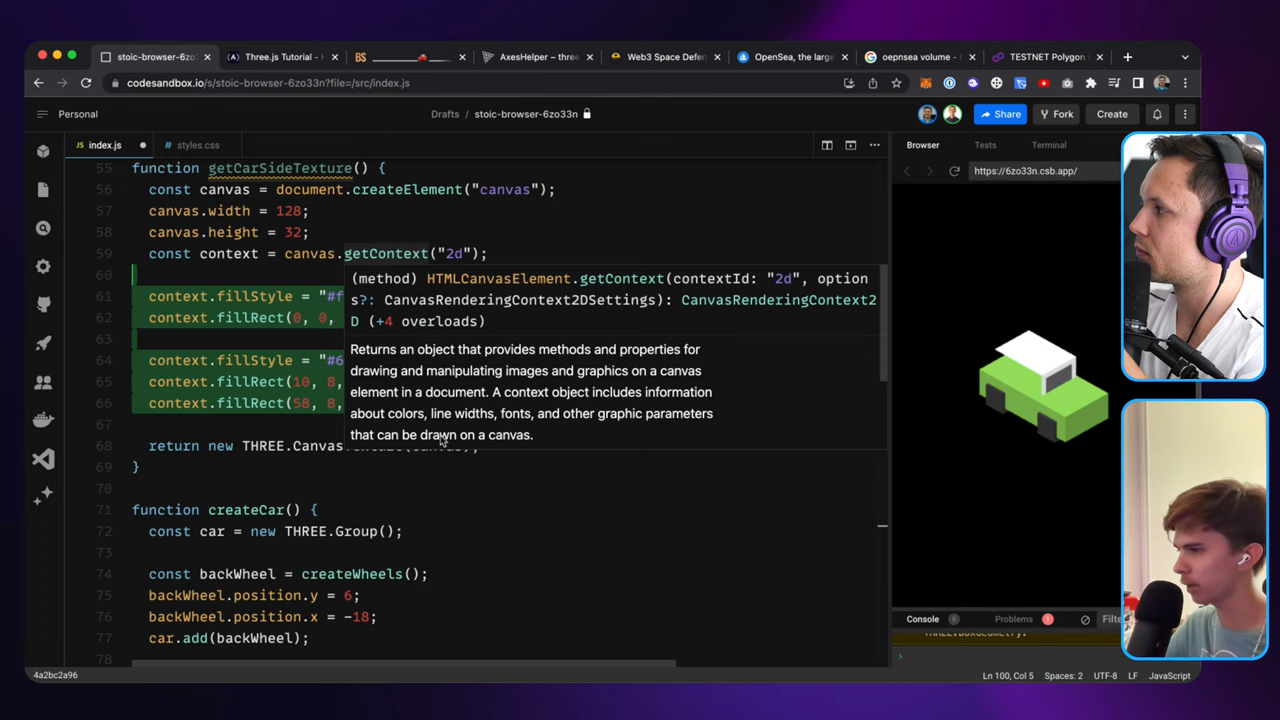 stoic-browser-6zo33n
Three.js Tutorial - F
BS
AxesHelper – three
Web3 Space Defen
OpenSea, the large
oepnsea volume - G
TESTNET Polygon
codesandbox.io/s/stoic-browser-6zo33n?file=/src/index.js
Personal
Drafts / stoic-browser-6zo33n
Share
Fork
Create
JS index.js
# styles.css
Browser
Tests
Terminal
https://6zo33n.csb.app/
55 function getCarSideTexture() {
56 const canvas = document.createElement("canvas");
57 canvas.width = 128;
58 canvas.height = 32;
59 const context = canvas.getContext("2d");
60
61 context.fillStyle = "#f
62 context.fillRect(0, 0,
63
64 context.fillStyle = "#6
65 context.fillRect(10, 8,
66 context.fillRect(58, 8,
67
68 return new THREE.Canvas
69 }
70
71 function createCar() {
72 const car = new THREE.Group();
73
74 const backWheel = createWheels();
75 backWheel.position.y = 6;
76 backWheel.position.x = -18;
77 car.add(backWheel);
78
(method) HTMLCanvasElement.getContext(contextId: "2d", option
s?: CanvasRenderingContext2DSettings): CanvasRenderingContext2
D (+4 overloads)
Returns an object that provides methods and properties for
drawing and manipulating images and graphics on a canvas
element in a document. A context object includes information
about colors, line widths, fonts, and other graphic parameters
that can be drawn on a canvas.
Console 0
Problems 1
Filte
THREE.BoxGeometry.
4a2bc2a96
Ln 100, Col 5
Spaces: 2
UTF-8
LF
JavaScript